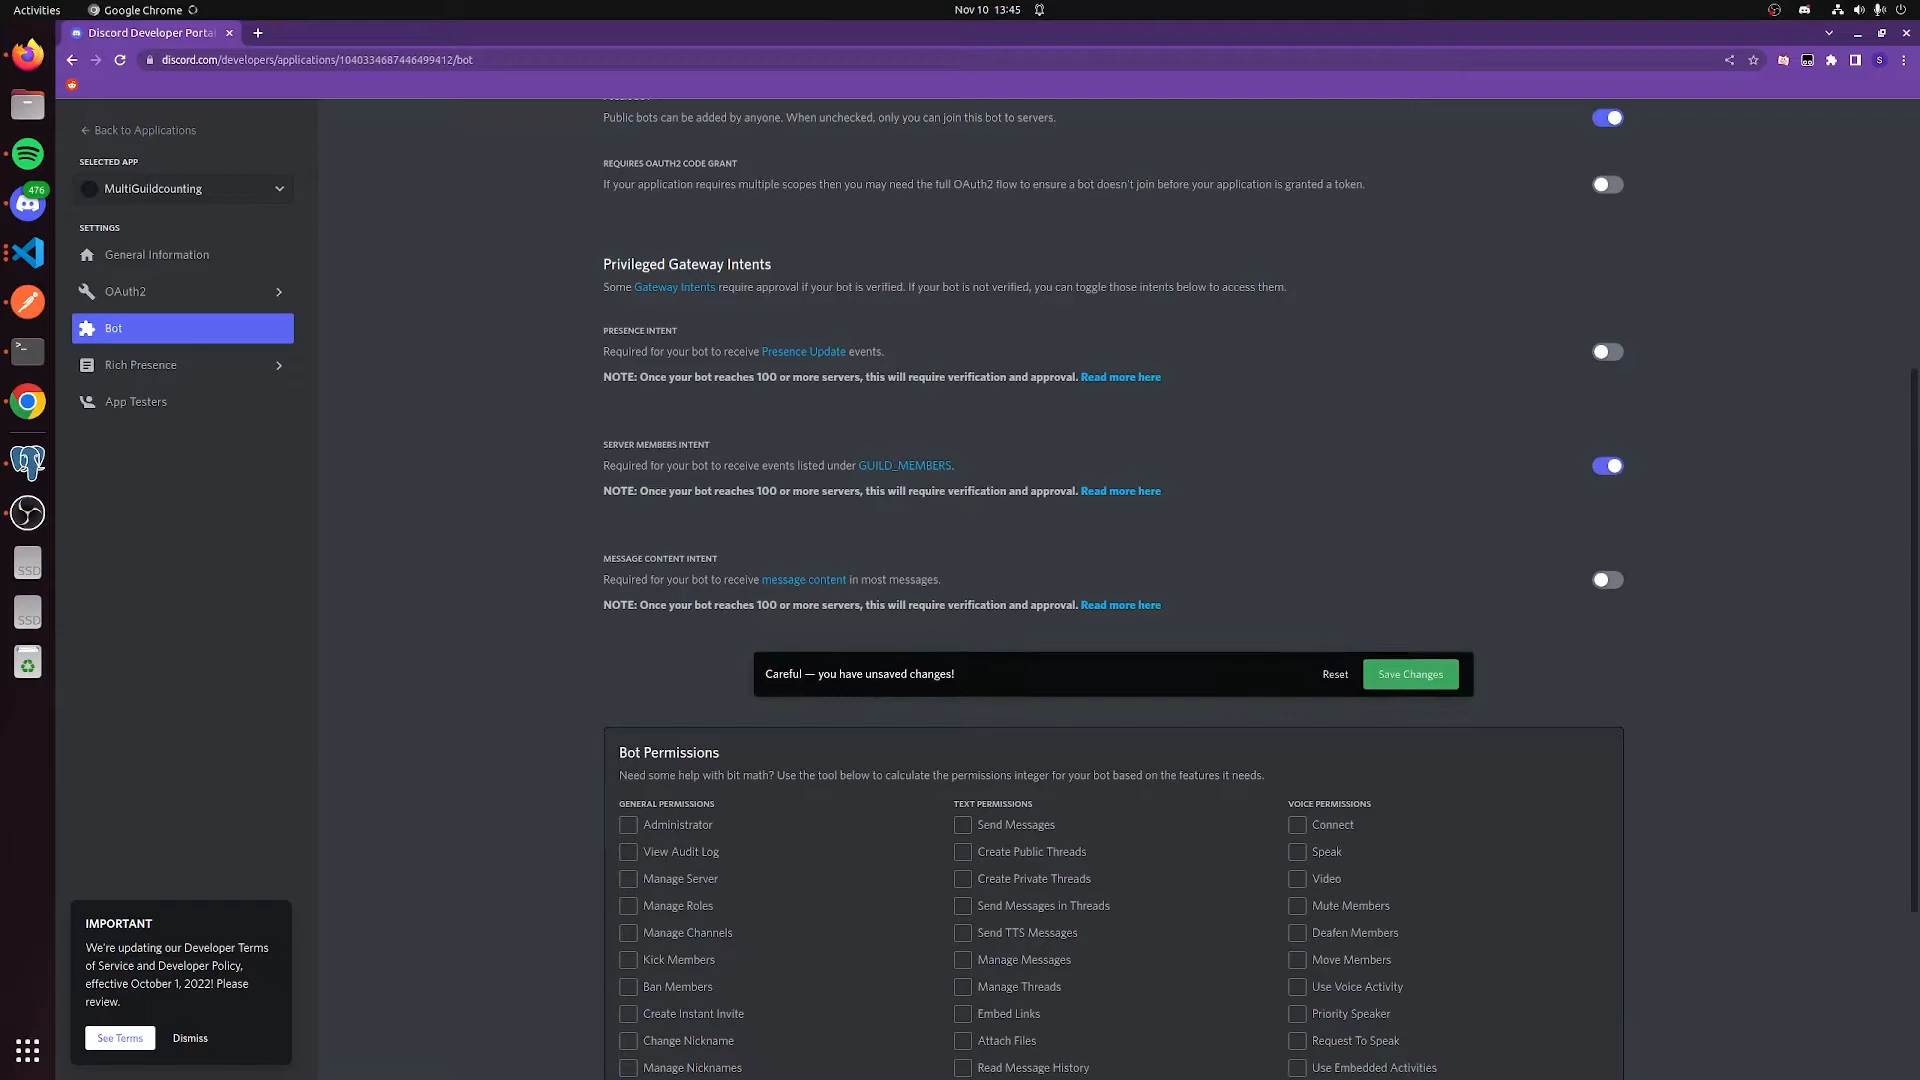 Activities
Google Chrome
Nov 10 13:45
Discord Developer Portal
discord.com/developers/applications/1040334687446499412/bot
S
476
SSD
SSD
Back to Applications
SELECTED APP
MultiGuildcounting
SETTINGS
General Information
OAuth2
Bot
Rich Presence
App Testers
IMPORTANT
We're updating our Developer Terms
of Service and Developer Policy,
effective October 1, 2022! Please
review.
See Terms
Dismiss
Public bots can be added by anyone. When unchecked, only you can join this bot to servers.
REQUIRES OAUTH2 CODE GRANT
If your application requires multiple scopes then you may need the full OAuth2 flow to ensure a bot doesn't join before your application is granted a token.
Privileged Gateway Intents
Some Gateway Intents require approval if your bot is verified. If your bot is not verified, you can toggle those intents below to access them.
PRESENCE INTENT
Required for your bot to receive Presence Update events.
NOTE: Once your bot reaches 100 or more servers, this will require verification and approval. Read more here
SERVER MEMBERS INTENT
Required for your bot to receive events listed under GUILD_MEMBERS.
NOTE: Once your bot reaches 100 or more servers, this will require verification and approval. Read more here
MESSAGE CONTENT INTENT
Required for your bot to receive message content in most messages.
NOTE: Once your bot reaches 100 or more servers, this will require verification and approval. Read more here
Careful — you have unsaved changes!
Reset
Save Changes
Bot Permissions
Need some help with bit math? Use the tool below to calculate the permissions integer for your bot based on the features it needs.
GENERAL PERMISSIONS
Administrator
View Audit Log
Manage Server
Manage Roles
Manage Channels
Kick Members
Ban Members
Create Instant Invite
Change Nickname
Manage Nicknames
TEXT PERMISSIONS
Send Messages
Create Public Threads
Create Private Threads
Send Messages in Threads
Send TTS Messages
Manage Messages
Manage Threads
Embed Links
Attach Files
Read Message History
VOICE PERMISSIONS
Connect
Speak
Video
Mute Members
Deafen Members
Move Members
Use Voice Activity
Priority Speaker
Request To Speak
Use Embedded Activities